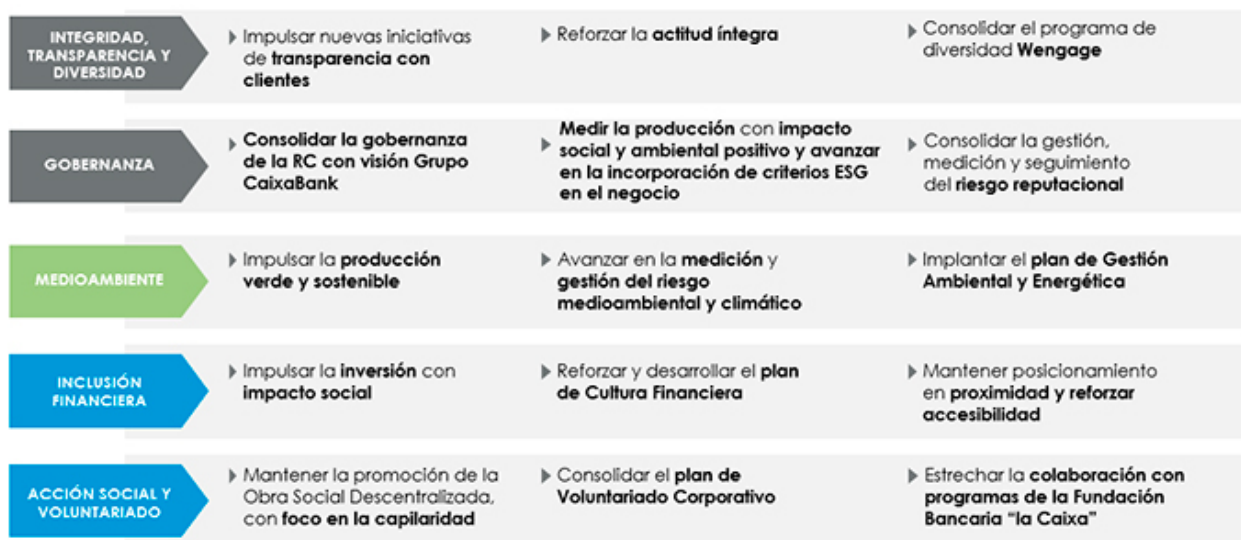 INTEGRIDAD,
TRANSPARENCIA Y
DIVERSIDAD
Impulsar nuevas iniciativas
de transparencia con
clientes
Reforzar la actitud íntegra
Consolidar el programa de
diversidad Wengage
GOBERNANZA
Consolidar la gobernanza
de la RC con visión Grupo
CaixaBank
Medir la producción con impacto
social y ambiental positivo y avanzar
en la incorporación de criterios ESG
en el negocio
Consolidar la gestión,
medición y seguimiento
del riesgo reputacional
MEDIOAMBIENTE
Impulsar la producción
verde y sostenible
Avanzar en la medición y
gestión del riesgo
medioambiental y climático
Implantar el plan de Gestión
Ambiental y Energética
INCLUSIÓN
FINANCIERA
Impulsar la inversión con
impacto social
Reforzar y desarrollar el plan
de Cultura Financiera
Mantener posicionamiento
en proximidad y reforzar
accesibilidad
ACCIÓN SOCIAL Y
VOLUNTARIADO
Mantener la promoción de la
Obra Social Descentralizada,
con foco en la capilaridad
Consolidar el plan de
Voluntariado Corporativo
Estrechar la colaboración con
programas de la Fundación
Bancaria "la Caixa"